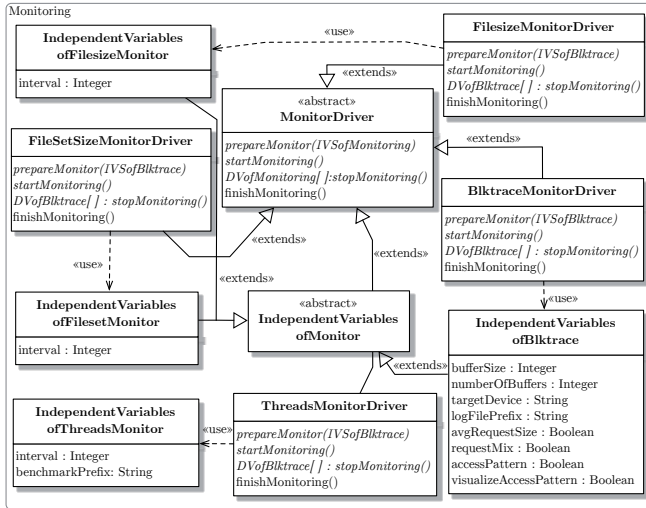 Monitoring
IndependentVariables
ofFilesizeMonitor
interval : Integer
«use»
FilesizeMonitorDriver
prepareMonitor(IVSofBlktrace)
startMonitoring()
DVofBlktrace[ ] : stopMonitoring()
finishMonitoring()
«extends»
«abstract»
MonitorDriver
prepareMonitor(IVSofMonitoring)
startMonitoring()
DVofMonitoring[ ]:stopMonitoring()
finishMonitoring()
FileSetSizeMonitorDriver
prepareMonitor(IVSofBlktrace)
startMonitoring()
DVofBlktrace[ ] : stopMonitoring()
finishMonitoring()
«extends»
BlktraceMonitorDriver
prepareMonitor(IVSofBlktrace)
startMonitoring()
DVofBlktrace[ ] : stopMonitoring()
finishMonitoring()
«extends»
«extends»
«use»
«extends»
«use»
IndependentVariables
ofFilesetMonitor
interval : Integer
«abstract»
IndependentVariables
ofMonitor
IndependentVariables
ofBlktrace
bufferSize : Integer
numberOfBuffers : Integer
targetDevice : String
logFilePrefix : String
avgRequestSize : Boolean
requestMix : Boolean
accessPattern : Boolean
visualizeAccessPattern : Boolean
«extends»
IndependentVariables
ofThreadsMonitor
interval : Integer
benchmarkPrefix: String
«use»
ThreadsMonitorDriver
prepareMonitor(IVSofBlktrace)
startMonitoring()
DVofBlktrace[ ] : stopMonitoring()
finishMonitoring()